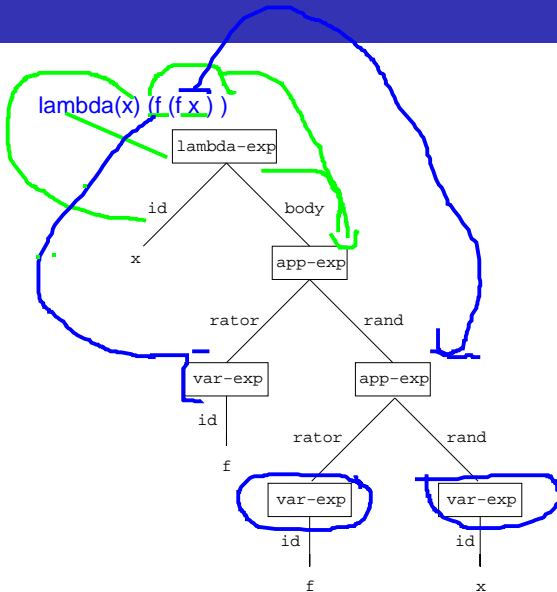 lambda(x) (f (f x ) )
lambda-exp
id body
x
app-exp
rator rand
var-exp app-exp
id
rator rand
f
var-exp var-exp
id id
f x